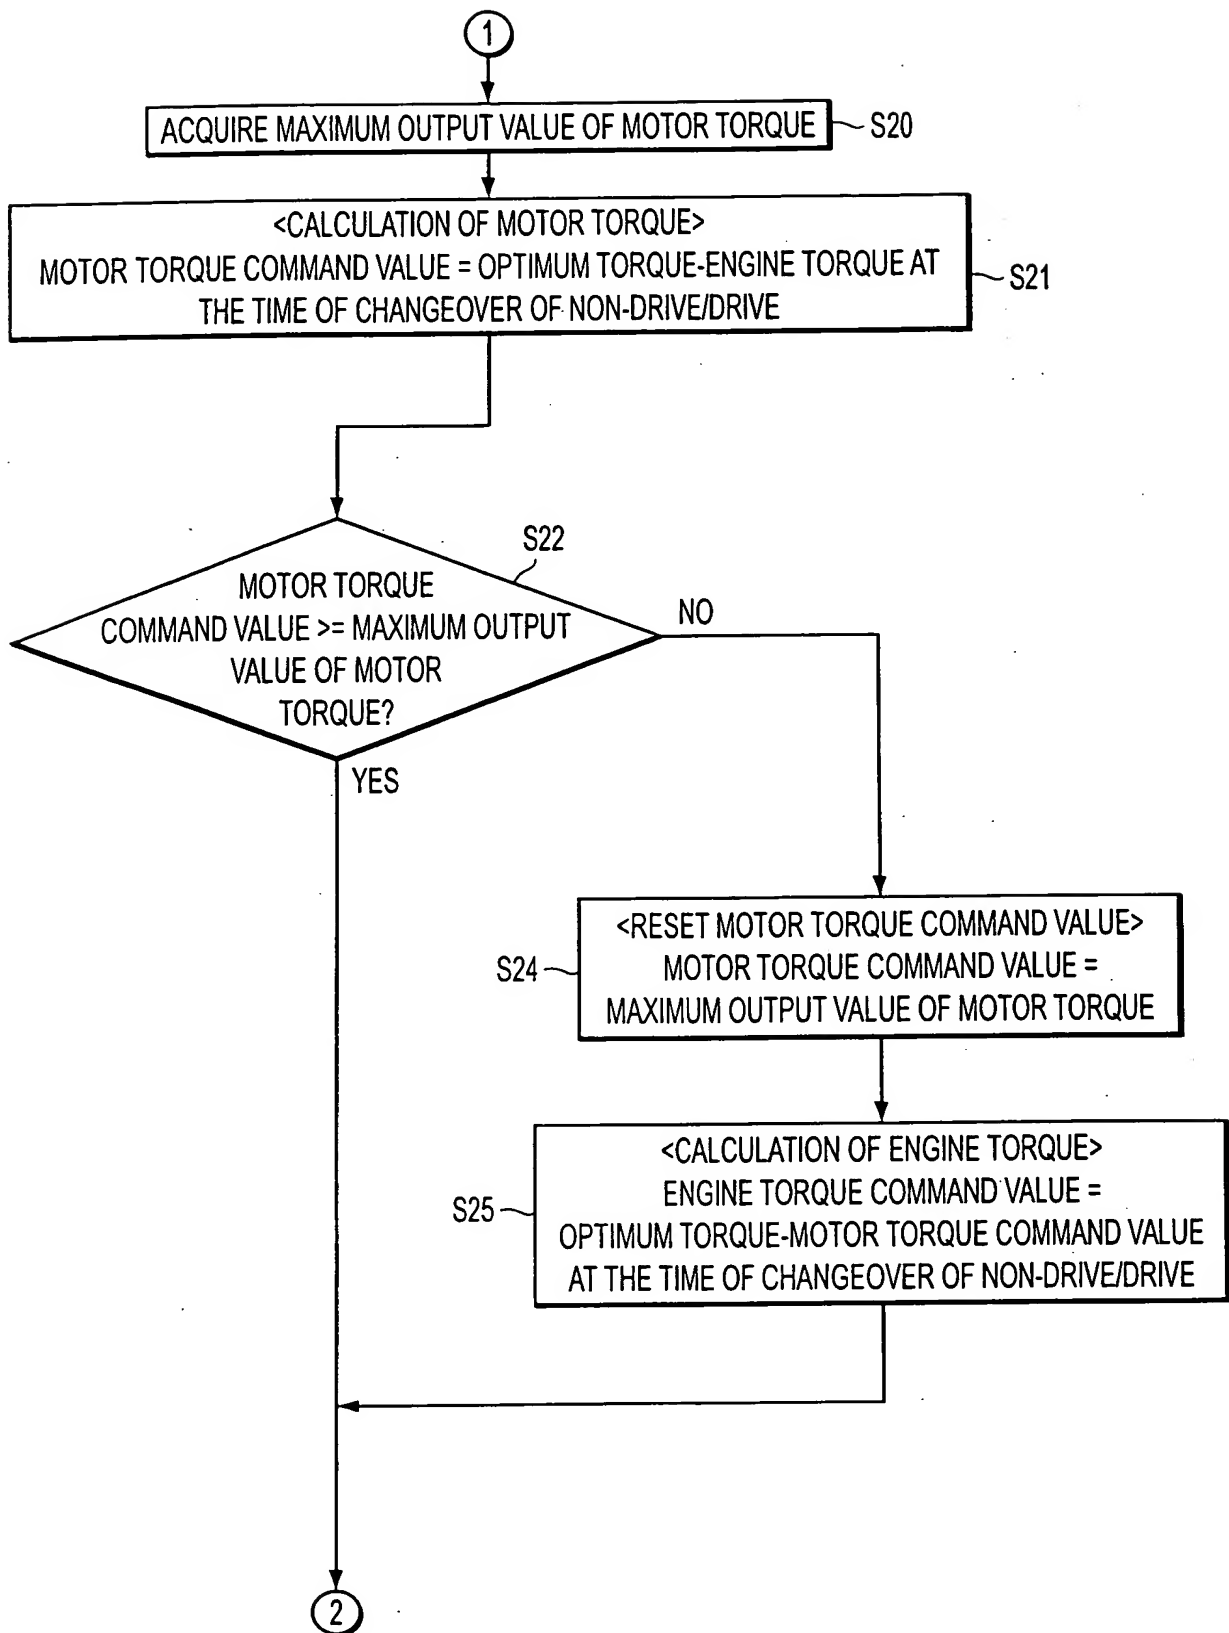 1
ACQUIRE MAXIMUM OUTPUT VALUE OF MOTOR TORQUE
S20
<CALCULATION OF MOTOR TORQUE>
MOTOR TORQUE COMMAND VALUE = OPTIMUM TORQUE-ENGINE TORQUE AT
THE TIME OF CHANGEOVER OF NON-DRIVE/DRIVE
S21
S22
MOTOR TORQUE
COMMAND VALUE >= MAXIMUM OUTPUT
VALUE OF MOTOR
TORQUE?
NO
YES
<RESET MOTOR TORQUE COMMAND VALUE>
MOTOR TORQUE COMMAND VALUE =
MAXIMUM OUTPUT VALUE OF MOTOR TORQUE
S24
<CALCULATION OF ENGINE TORQUE>
ENGINE TORQUE COMMAND VALUE =
OPTIMUM TORQUE-MOTOR TORQUE COMMAND VALUE
AT THE TIME OF CHANGEOVER OF NON-DRIVE/DRIVE
S25
2